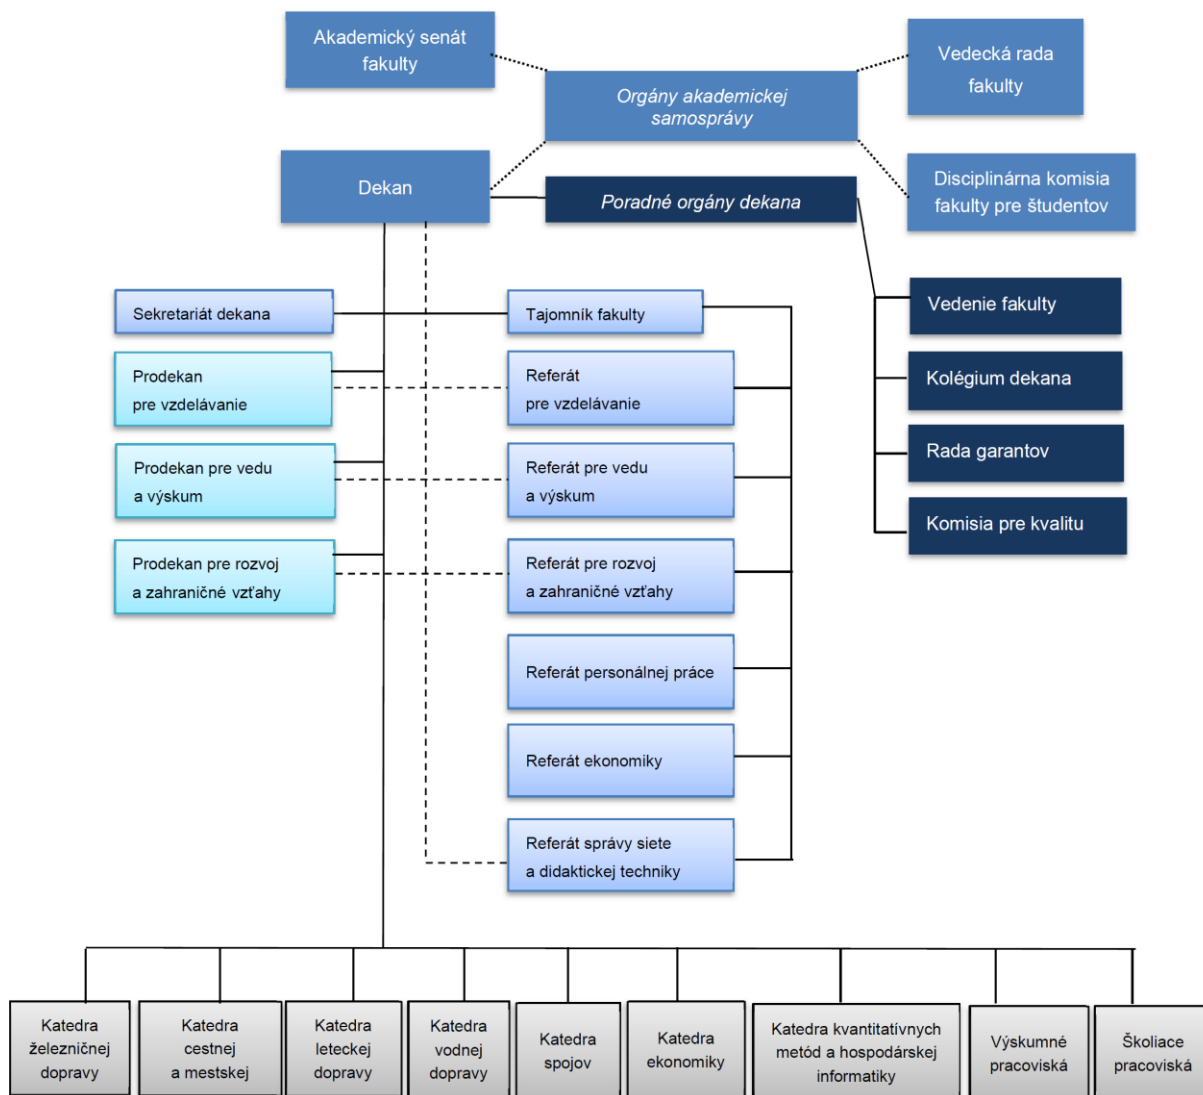 Akademický senát
fakulty
Vedecká rada
fakulty
Orgány akademickej
samosprávy
Dekan
Disciplinárna komisia
fakulty pre študentov
Poradné orgány dekana
Sekretariát dekana
Tajomník fakulty
Vedenie fakulty
Prodekan
pre vzdelávanie
Referát
pre vzdelávanie
Kolégium dekana
Prodekan pre vedu
a výskum
Referát pre vedu
a výskum
Rada garantov
Komisia pre kvalitu
Prodekan pre rozvoj
a zahraničné vzťahy
Referát pre rozvoj
a zahraničné vzťahy
Referát personálnej práce
Referát ekonomiky
Referát správy siete
a didaktickej techniky
Katedra
železničnej
dopravy
Katedra
cestnej
a mestskej
Katedra
leteckej
dopravy
Katedra
vodnej
dopravy
Katedra
spojov
Katedra
ekonomiky
Katedra kvantitatívnych
metód a hospodárskej
informatiky
Výskumné
pracoviská
Školiace
pracoviská